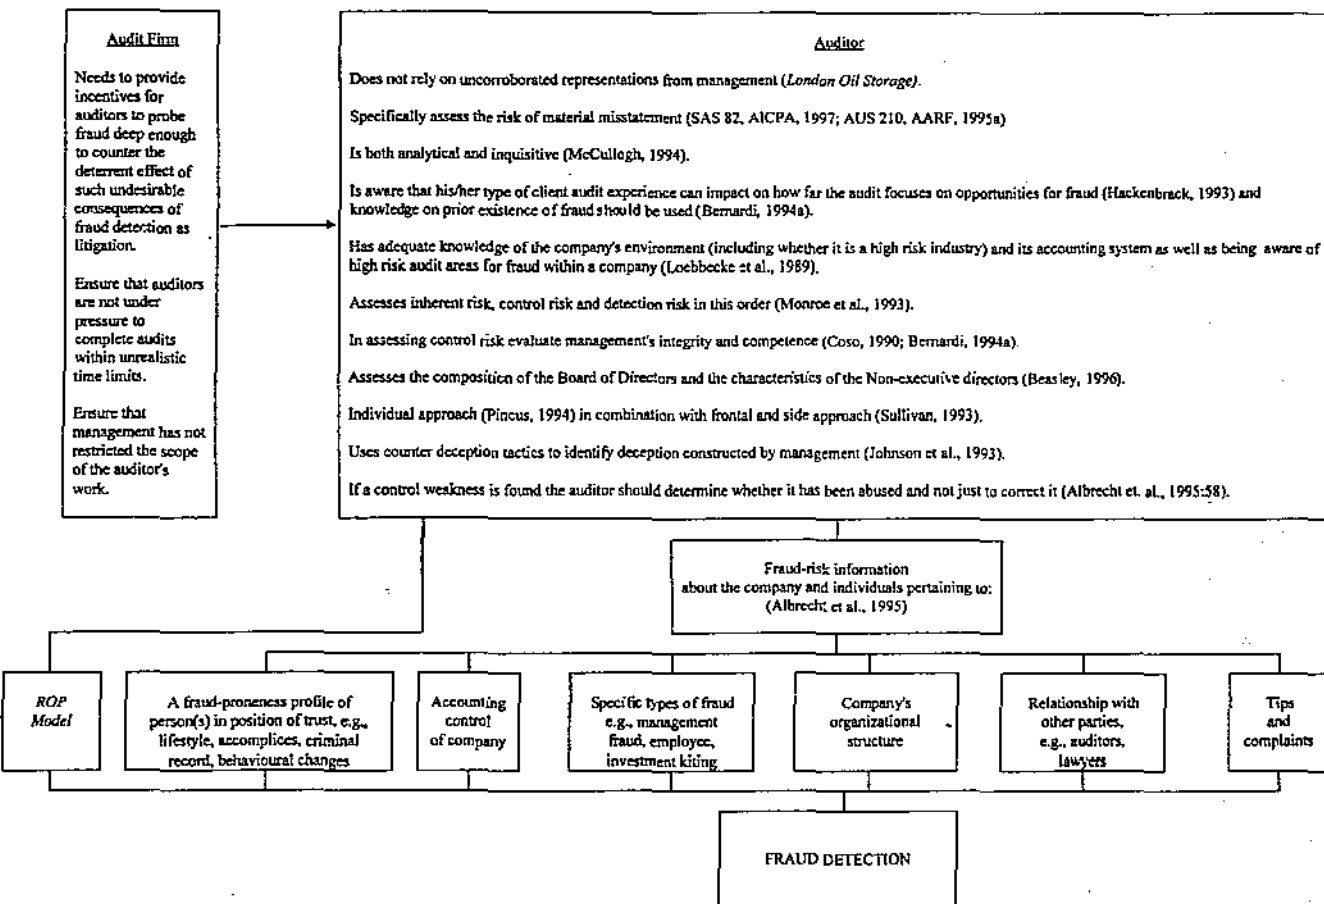 Audit Firm
Needs to provide
incentives for
auditors to probe
fraud deep enough
to counter the
deterrent effect of
such undesirable
consequences of
fraud detection as
litigation.
Ensure that auditors
are not under
pressure to
complete audits
within unrealistic
time limits.
Ensure that
management has not
restricted the scope
of the auditor's
work.
Auditor
Does not rely on uncorroborated representations from management (London Oil Storage).
Specifically assess the risk of material misstatement (SAS 82, AICPA, 1997; AUS 210, AARF, 1995a)
Is both analytical and inquisitive (McCullogh, 1994).
Is aware that his/her type of client audit experience can impact on how far the audit focuses on opportunities for fraud (Hackenbrack, 1993) and
knowledge on prior existence of fraud should be used (Bernardi, 1994a).
Has adequate knowledge of the company's environment (including whether it is a high risk industry) and its accounting system as well as being aware of
high risk audit areas for fraud within a company (Loebbecke et al., 1989).
Assesses inherent risk, control risk and detection risk in this order (Monroe et al., 1993).
In assessing control risk evaluate management's integrity and competence (Coso, 1990; Bernardi, 1994a).
Assesses the composition of the Board of Directors and the characteristics of the Non-executive directors (Beasley, 1996).
Individual approach (Pincus, 1994) in combination with frontal and side approach (Sullivan, 1993).
Uses counter deception tactics to identify deception constructed by management (Johnson et al., 1993).
If a control weakness is found the auditor should determine whether it has been abused and not just to correct it (Albrecht et. al., 1995:58).
Fraud-risk information
about the company and individuals pertaining to:
(Albrecht et al., 1995)
ROP
Model
A fraud-proneness profile of
person(s) in position of trust, e.g.,
lifestyle, accomplices, criminal
record, behavioural changes
Accounting
control
of company
Specific types of fraud
e.g., management
fraud, employee,
investment kiting
Company's
organizational
structure
Relationship with
other parties,
e.g., auditors,
lawyers
Tips
and
complaints
FRAUD DETECTION